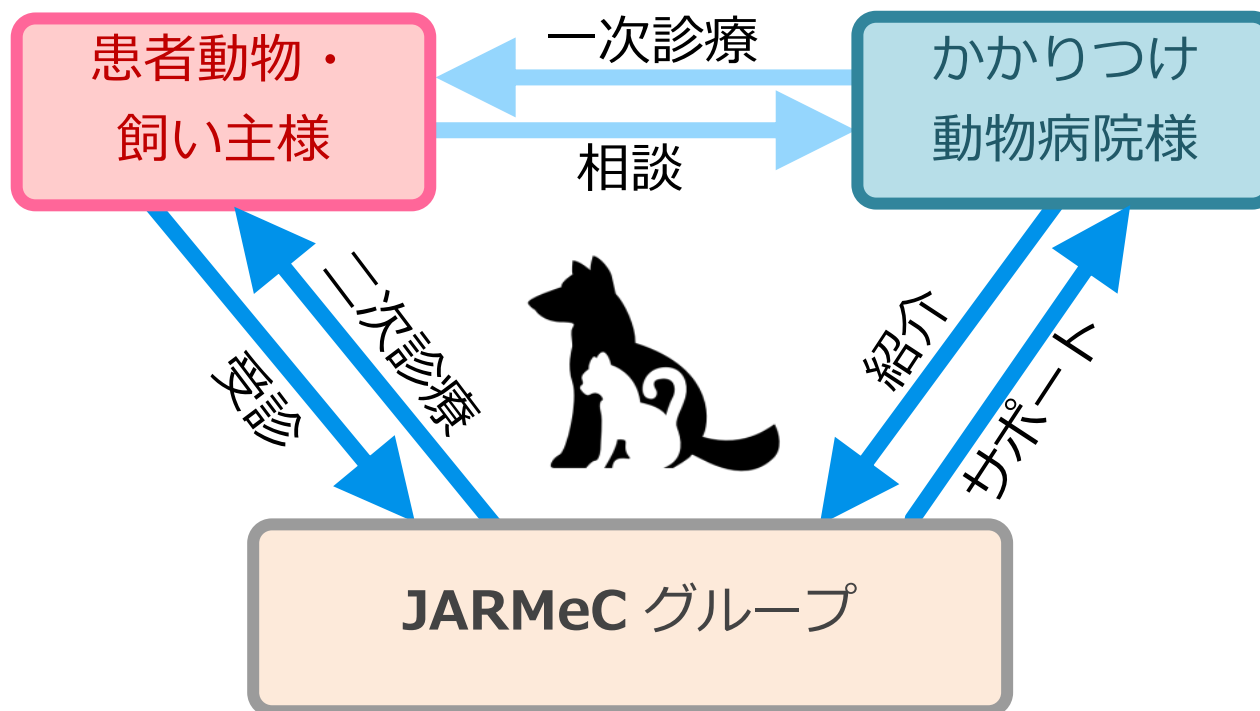 患者動物・
飼い主様
一次診療
相談
かかりつけ
動物病院様
受診
二次診療
紹介
サポート
JARMeC グループ